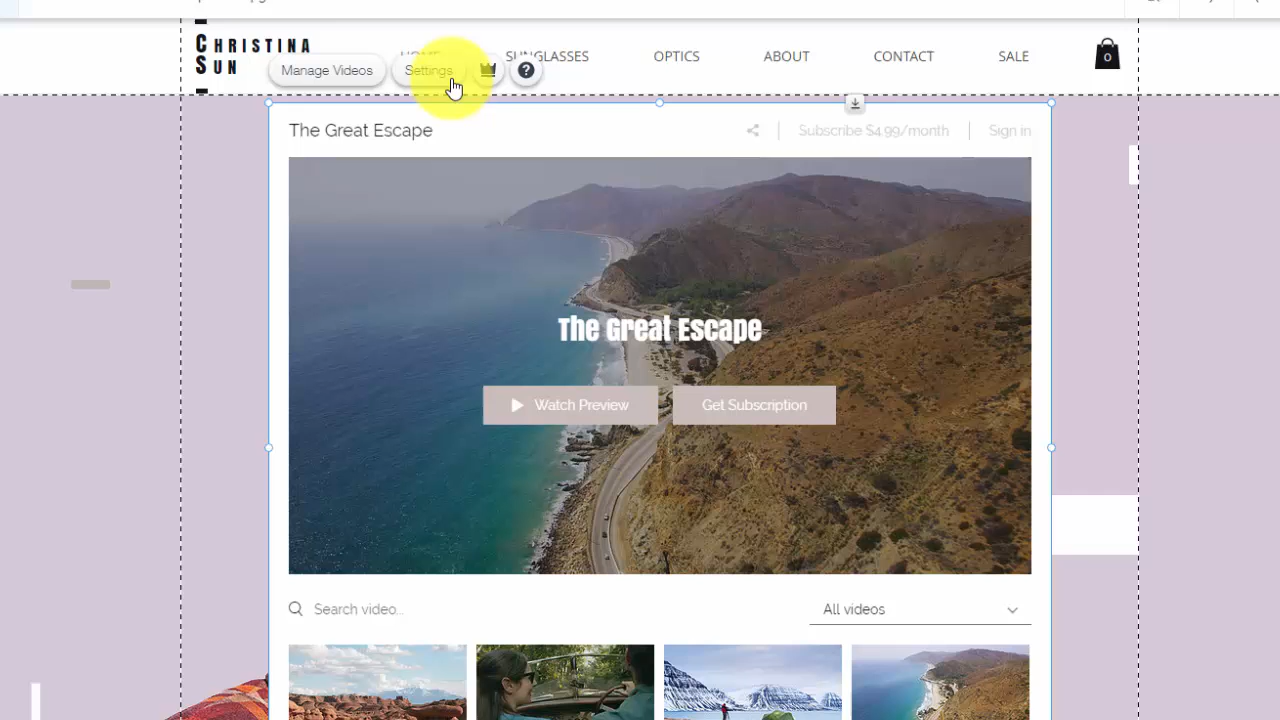 CHRISTINA
SUN
HOME SUNGLASSES OPTICS ABOUT CONTACT SALE
0
Manage Videos Settings ?
The Great Escape
Subscribe $4.99/month Sign in
The Great Escape
Watch Preview Get Subscription
Search video..
All videos